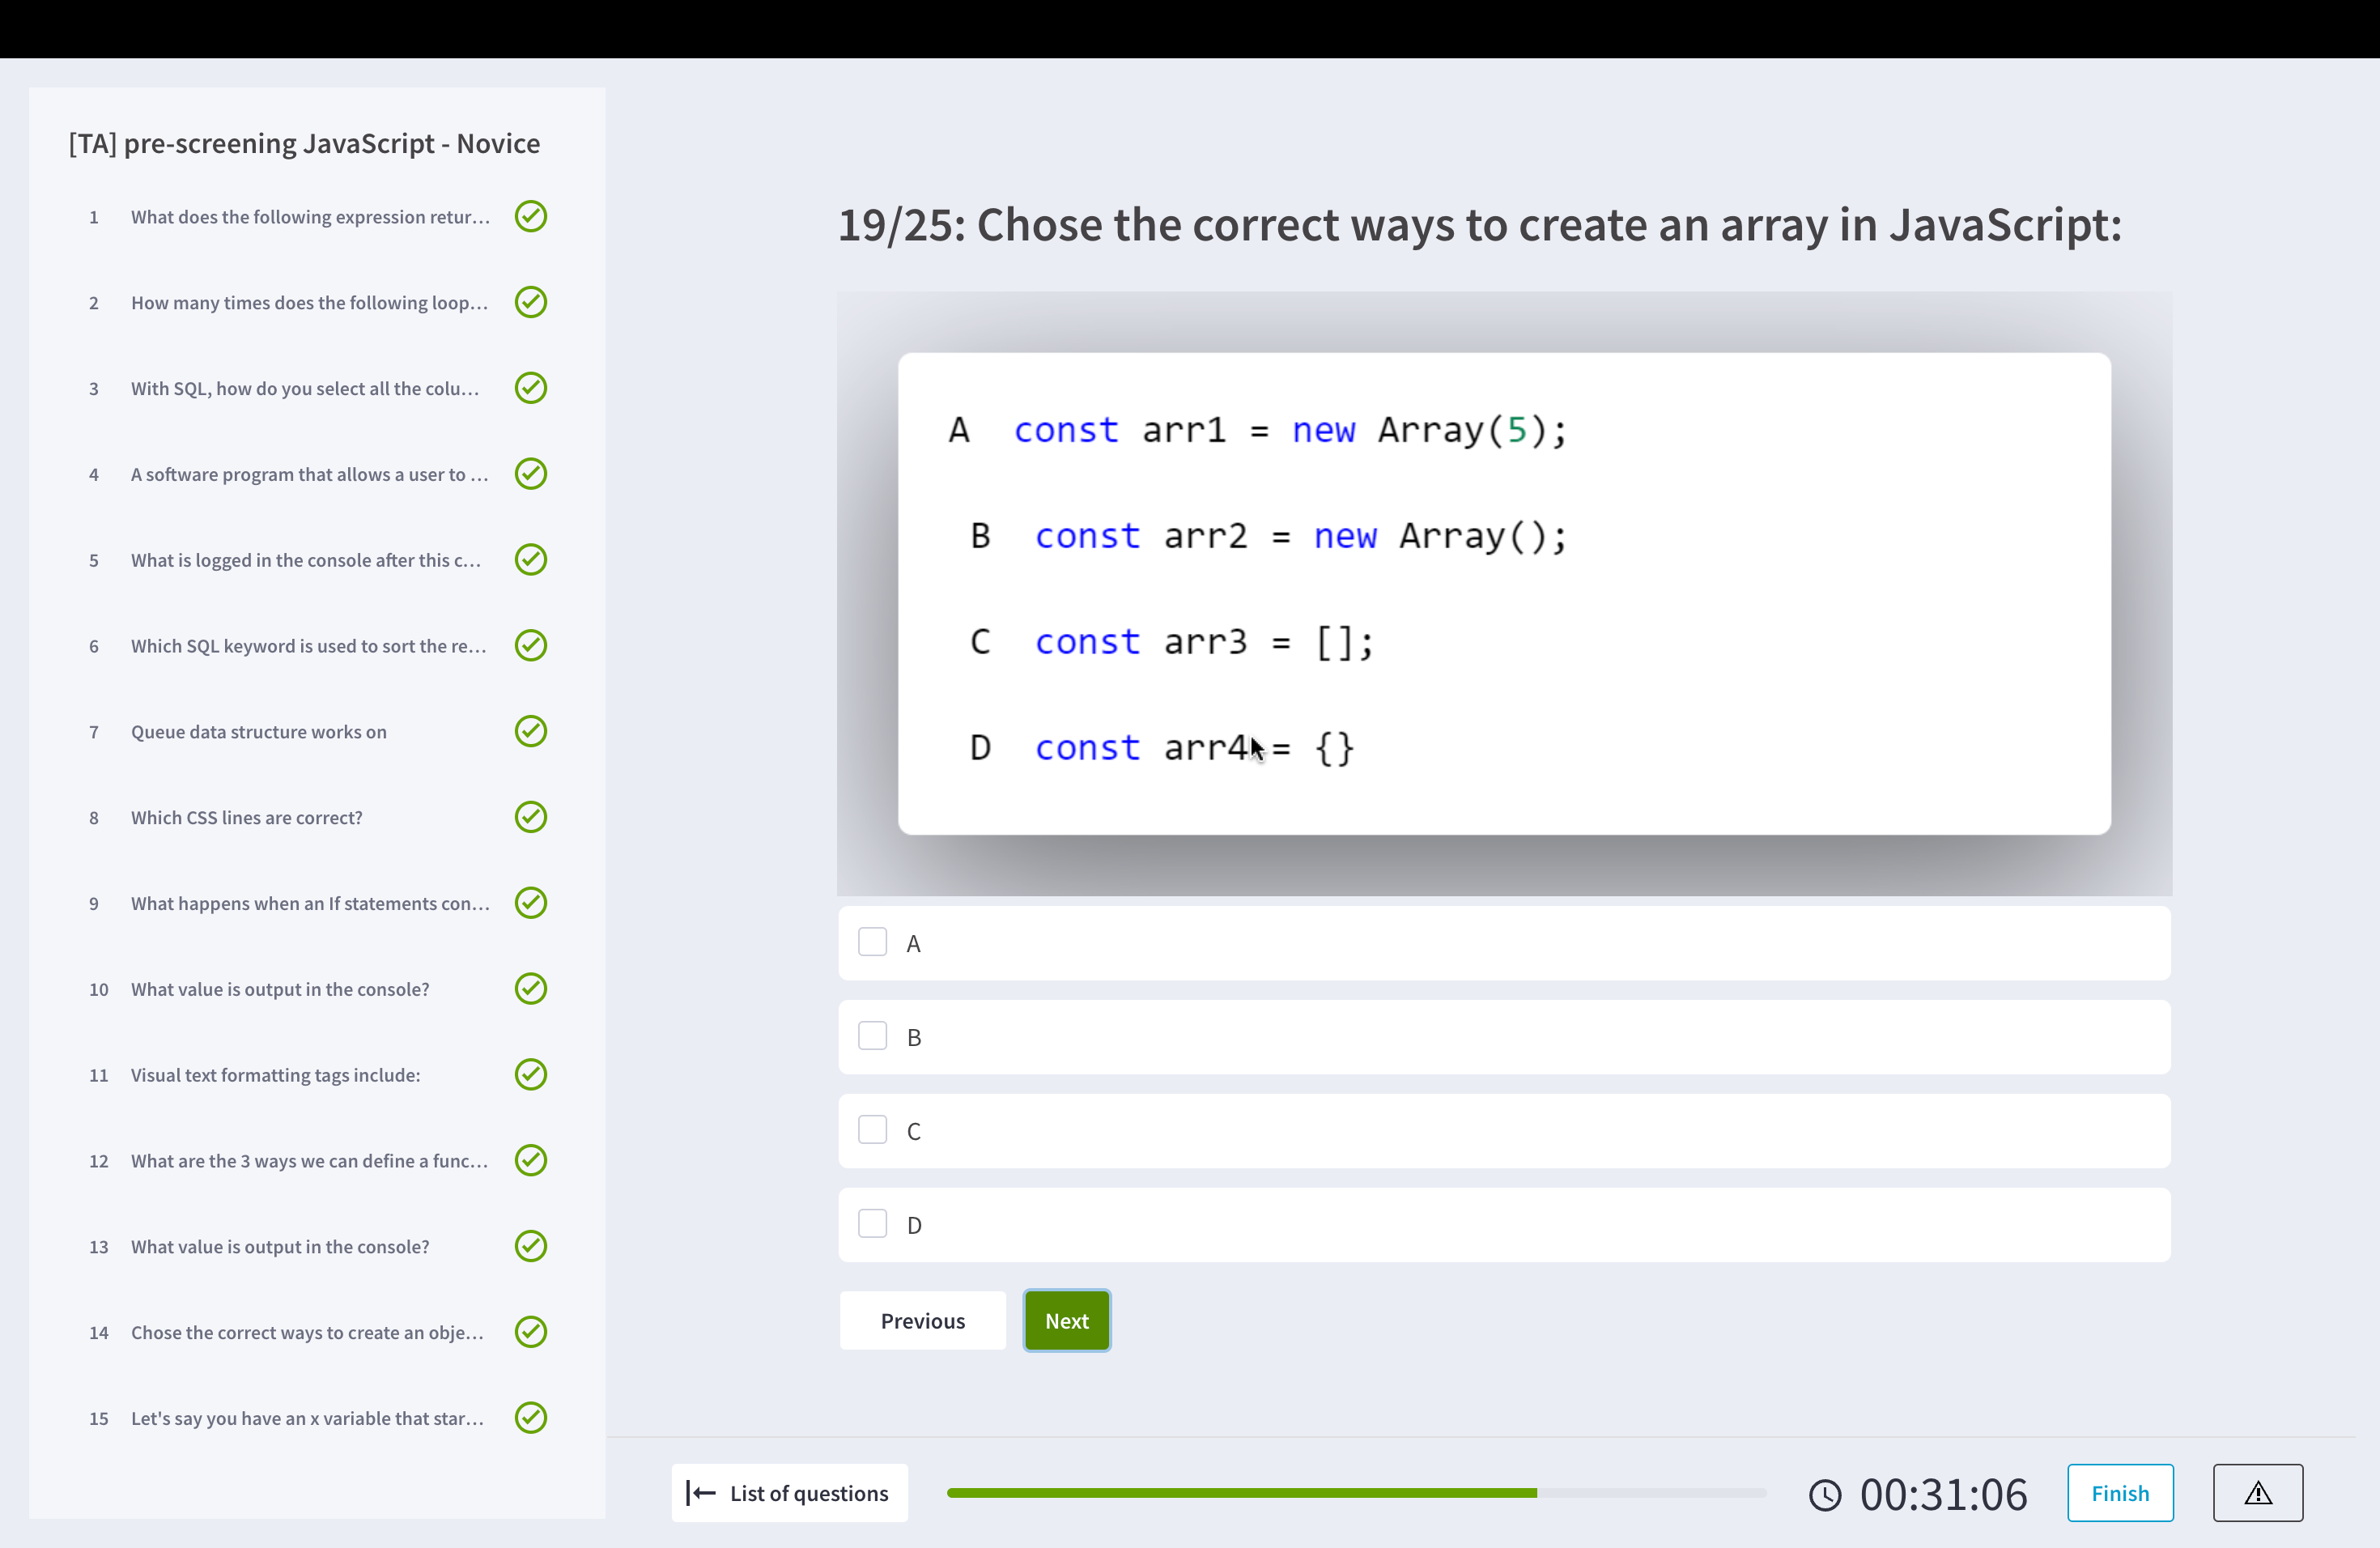 [TA] pre-screening JavaScript - Novice
1 What does the following expression retur...
2 How many times does the following loop...
3 With SQL, how do you select all the colu...
4 A software program that allows a user to ...
5 What is logged in the console after this c...
6 Which SQL keyword is used to sort the re...
7 Queue data structure works on
8 Which CSS lines are correct?
9 What happens when an If statements con...
10 What value is output in the console?
11 Visual text formatting tags include:
12 What are the 3 ways we can define a func...
13 What value is output in the console?
14 Chose the correct ways to create an obje...
15 Let's say you have an x variable that star...
19/25: Chose the correct ways to create an array in JavaScript:
A const arr1 = new Array(5);
B const arr2 = new Array();
C const arr3 = [];
D const arr4 = {}
A
B
C
D
Previous Next
List of questions 00:31:06 Finish